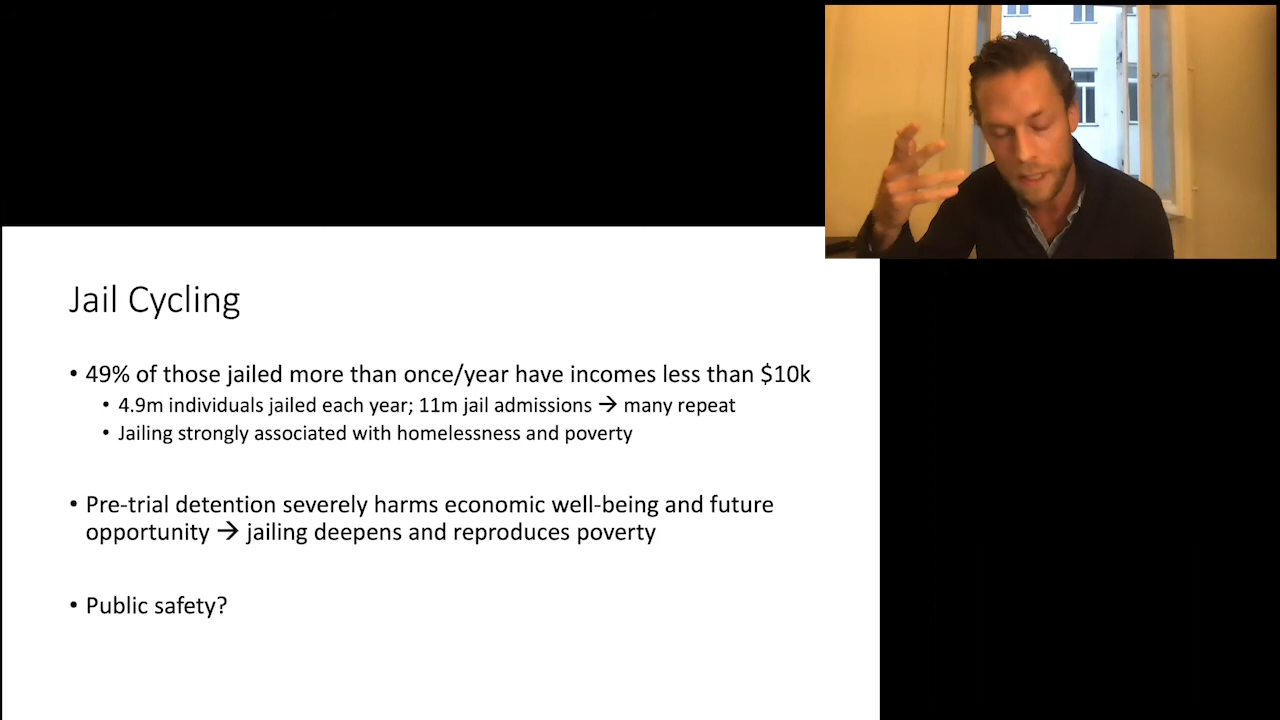 Jail Cycling
• 49% of those jailed more than once/year have incomes less than $10k
• 4.9m individuals jailed each year; 11m jail admissions → many repeat
• Jailing strongly associated with homelessness and poverty
• Pre-trial detention severely harms economic well-being and future
opportunity → jailing deepens and reproduces poverty
• Public safety?